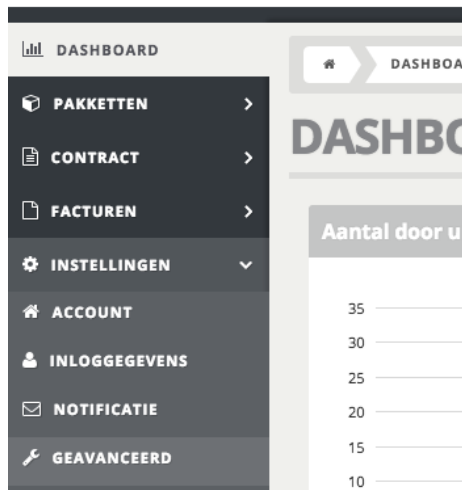 DASHBOARD
PAKKETTEN
CONTRACT
FACTUREN
INSTELLINGEN
ACCOUNT
INLOGGEGEVENS
NOTIFICATIE
GEAVANCEERD
DASHBOA
DASHBO
Aantal door u
35
30
25
20
15
10